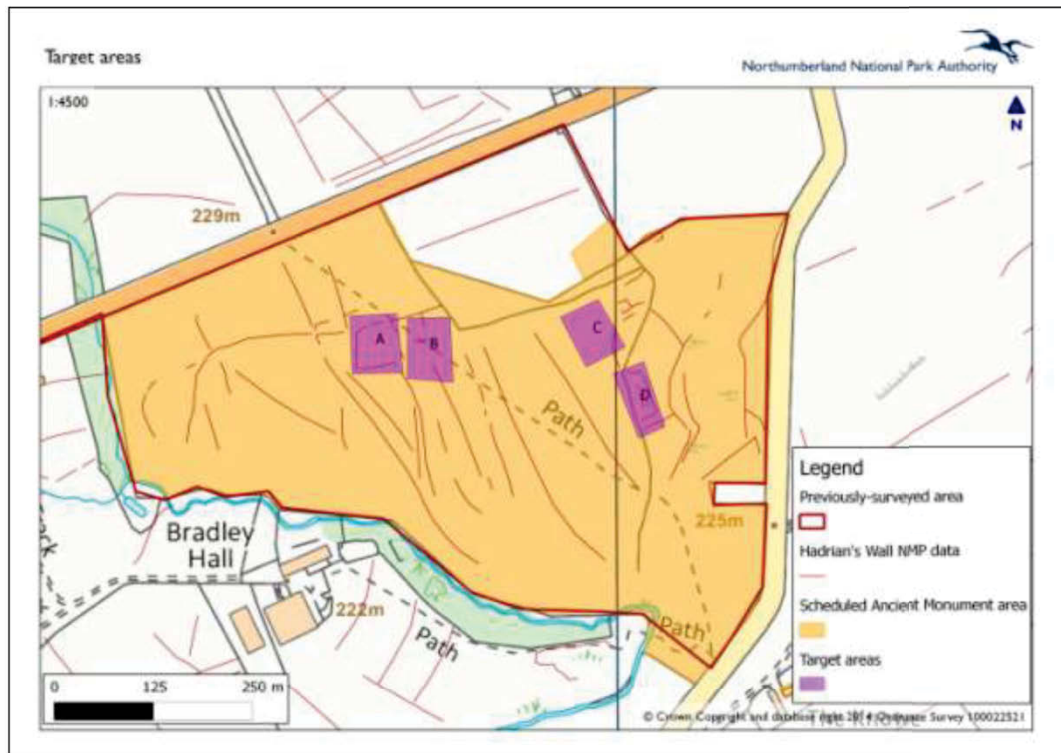 Target areas
Northumberland National Park Authority
1:4500
N
229m
A
B
C
D
Path
Legend
Previously-surveyed area
Hadrian's Wall NMP data
Scheduled Ancient Monument area
Target areas
225m
Bradley
Hall
222m
Path
Path
0 125 250 m
© Crown Copyright and database right 2014 Ordnance Survey 100022521